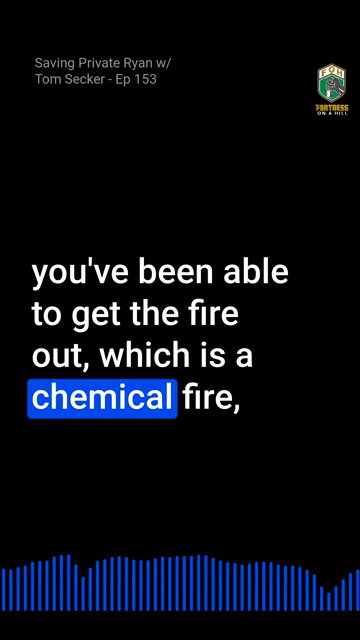 Saving Private Ryan w/
Tom Secker - Ep 153
FOH
FORTRESS
ON A HILL
you've been able
to get the fire
out, which is a
chemical fire,